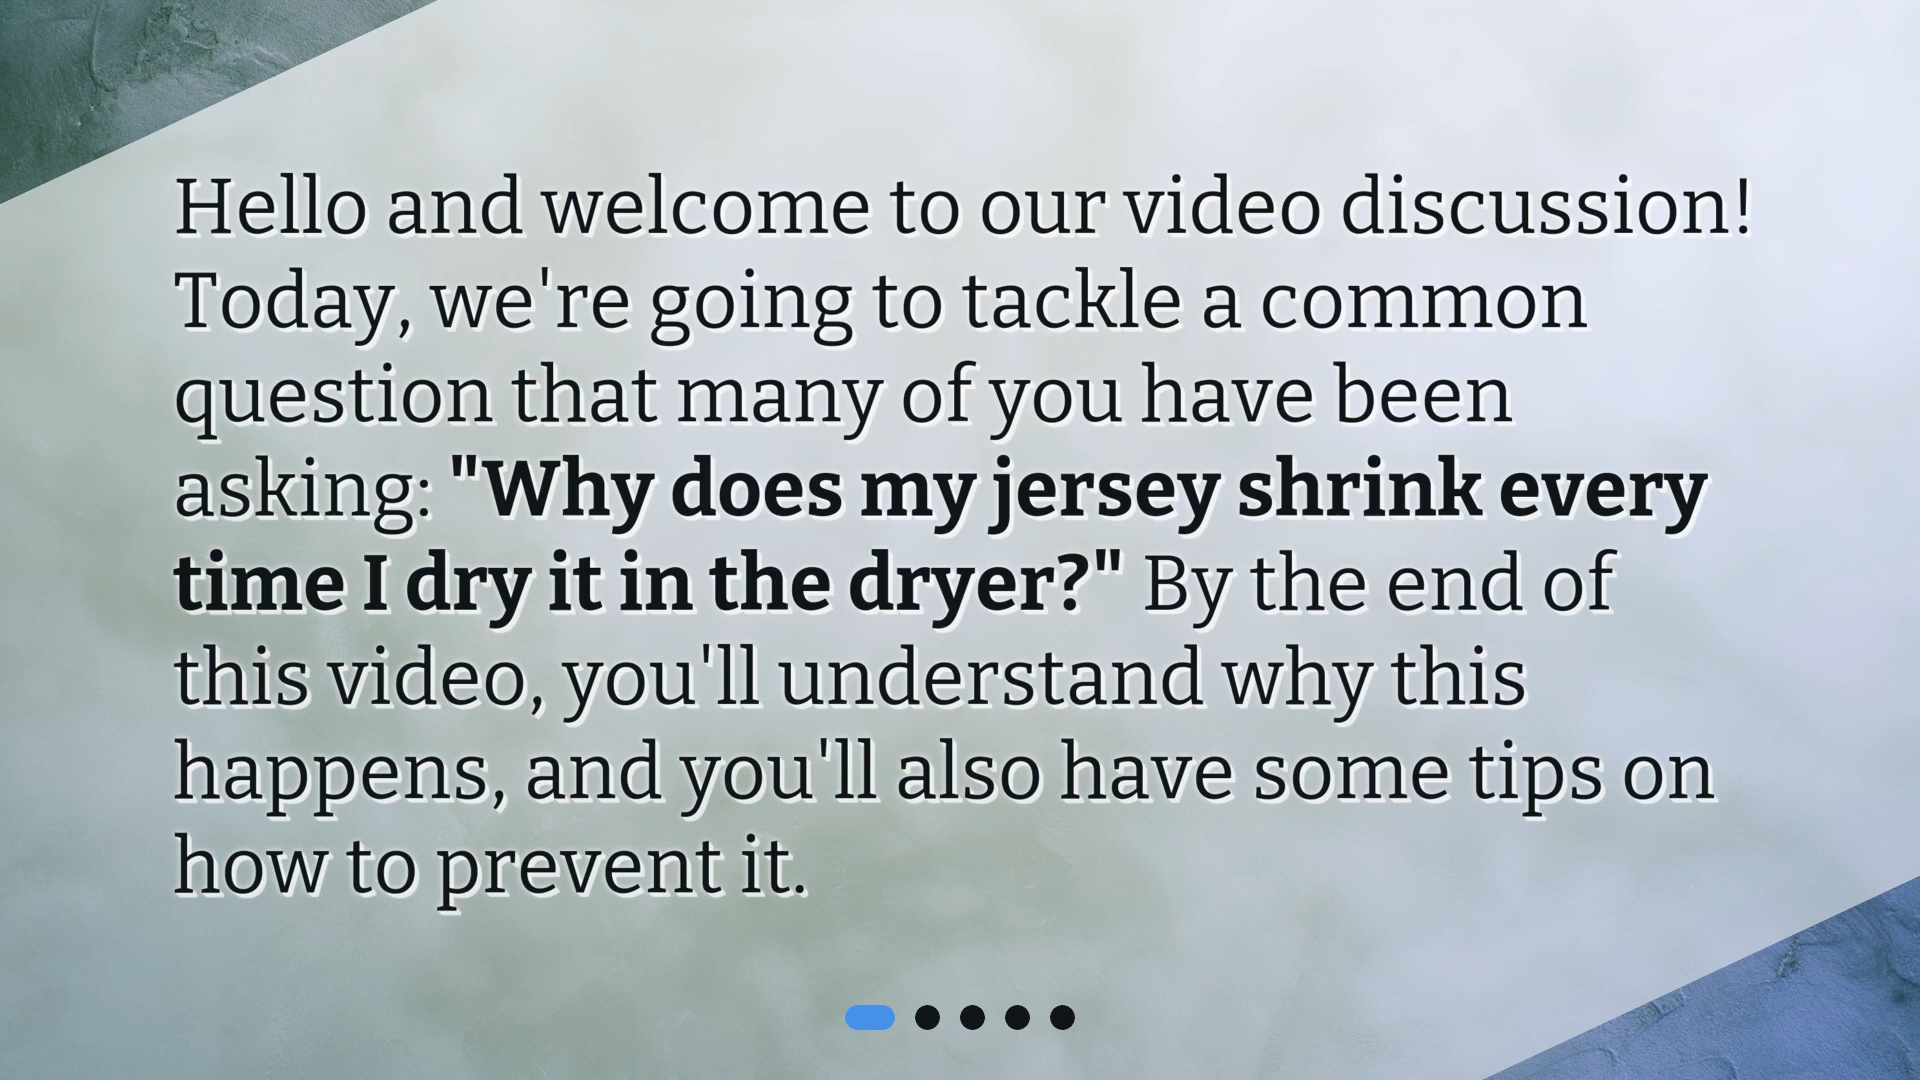 Hello and welcome to our video discussion!
Today, we're going to tackle a common
question that many of you have been
asking: "Why does my jersey shrink every
time I dry it in the dryer?" By the end of
this video, you'll understand why this
happens, and you'll also have some tips on
how to prevent it.